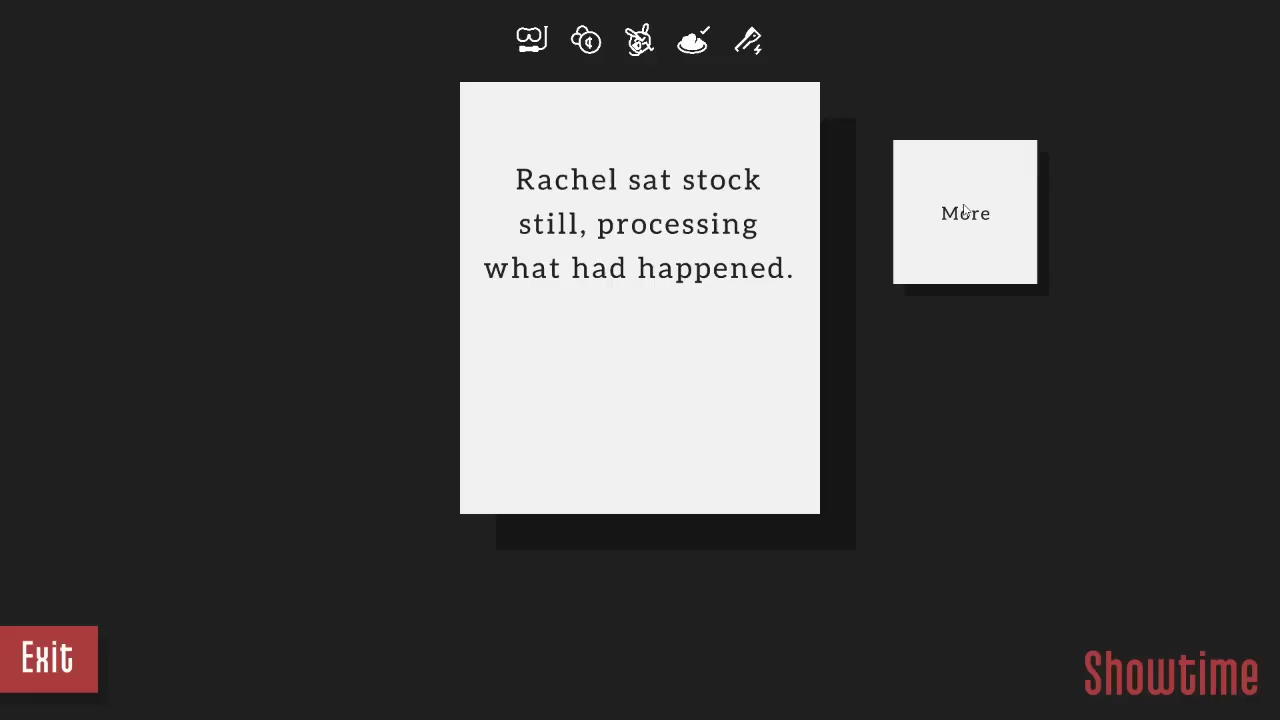 Rachel sat stock
still, processing
what had happened.
More
Exit
Showtime